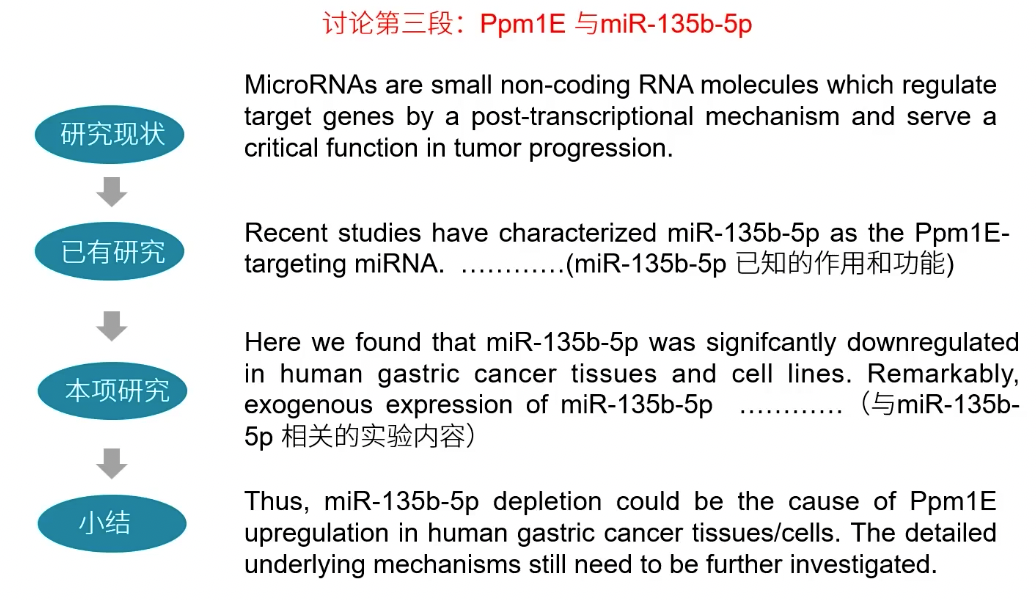 讨论第三段：Ppm1E 与miR-135b-5p
研究现状
MicroRNAs are small non-coding RNA molecules which regulate
target genes by a post-transcriptional mechanism and serve a
critical function in tumor progression.
已有研究
Recent studies have characterized miR-135b-5p as the Ppm1E-
targeting miRNA. …………(miR-135b-5p 已知的作用和功能)
本项研究
Here we found that miR-135b-5p was signifcantly downregulated
in human gastric cancer tissues and cell lines. Remarkably,
exogenous expression of miR-135b-5p …………（与miR-135b-
5p 相关的实验内容）
小结
Thus, miR-135b-5p depletion could be the cause of Ppm1E
upregulation in human gastric cancer tissues/cells. The detailed
underlying mechanisms still need to be further investigated.